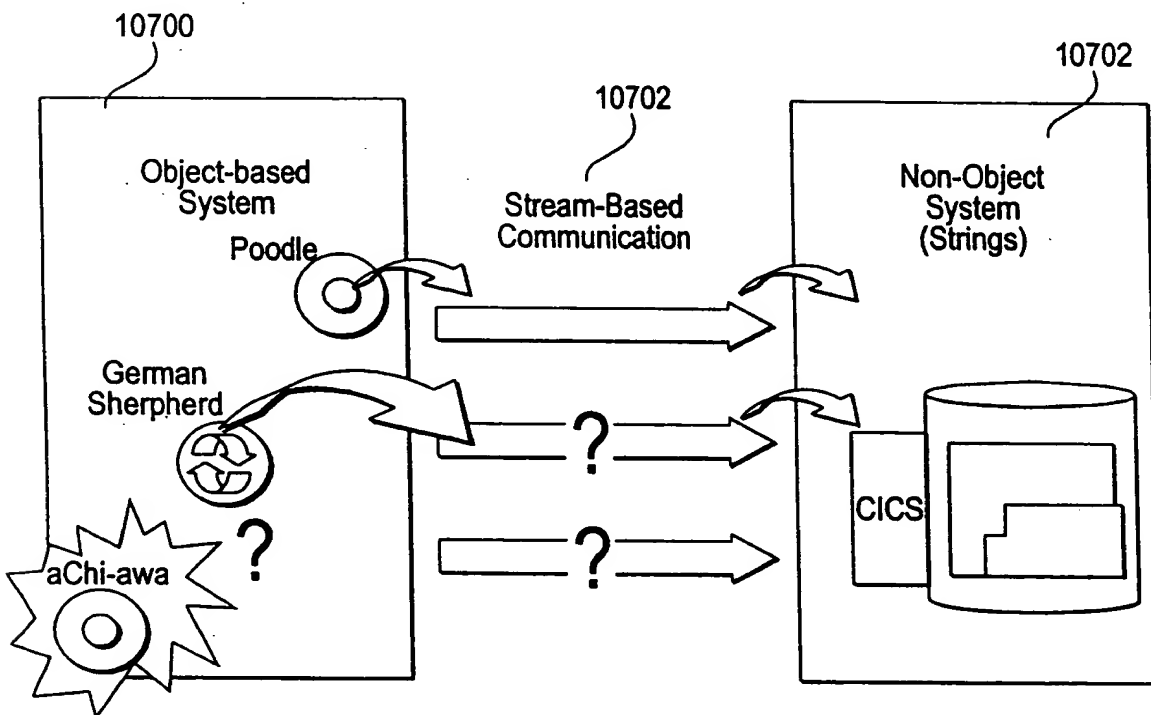 10700
10702
10702
Object-based
System
Stream-Based
Communication
Non-Object
System
(Strings)
Poodle
German
Sherpherd
?
?
CICS
?
?
aChi-awa